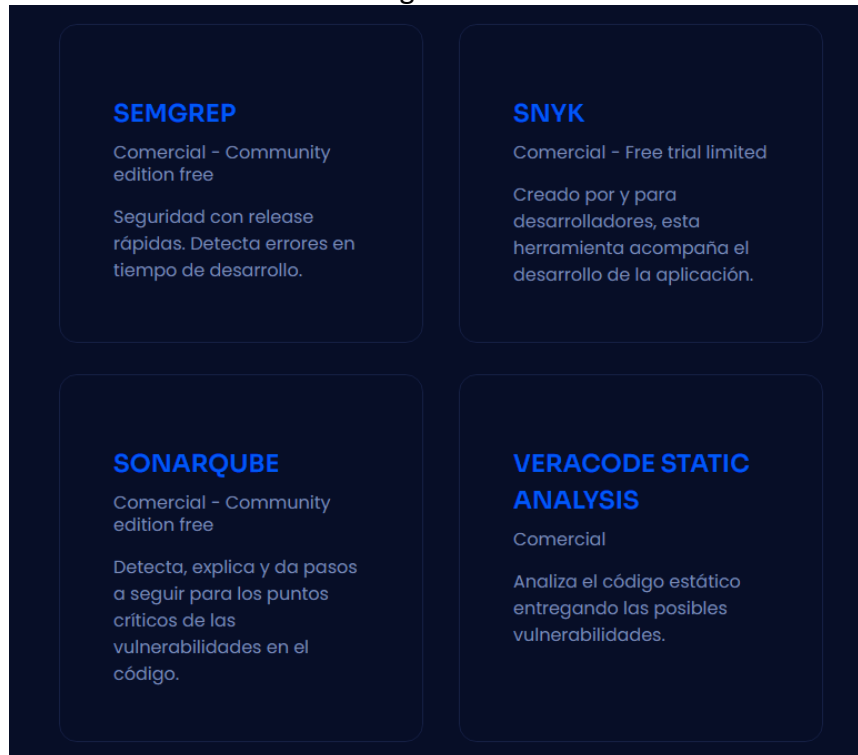 SEMGREP
Comercial - Community
edition free
Seguridad con release
rápidas. Detecta errores en
tiempo de desarrollo.
SNYK
Comercial - Free trial limited
Creado por y para
desarrolladores, esta
herramienta acompaña el
desarrollo de la aplicación.
SONARQUBE
Comercial - Community
edition free
Detecta, explica y da pasos
a seguir para los puntos
críticos de las
vulnerabilidades en el
código.
VERACODE STATIC
ANALYSIS
Comercial
Analiza el código estático
entregando las posibles
vulnerabilidades.